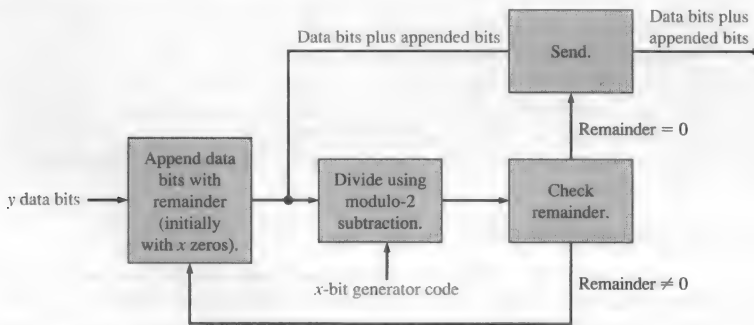 Data bits plus appended bits
Send.
Data bits plus
appended bits
Remainder = 0
y data bits
Append data
bits with
remainder
(initially
with x zeros).
Divide using
modulo-2
subtraction.
Check
remainder.
x-bit generator code
Remainder ≠ 0